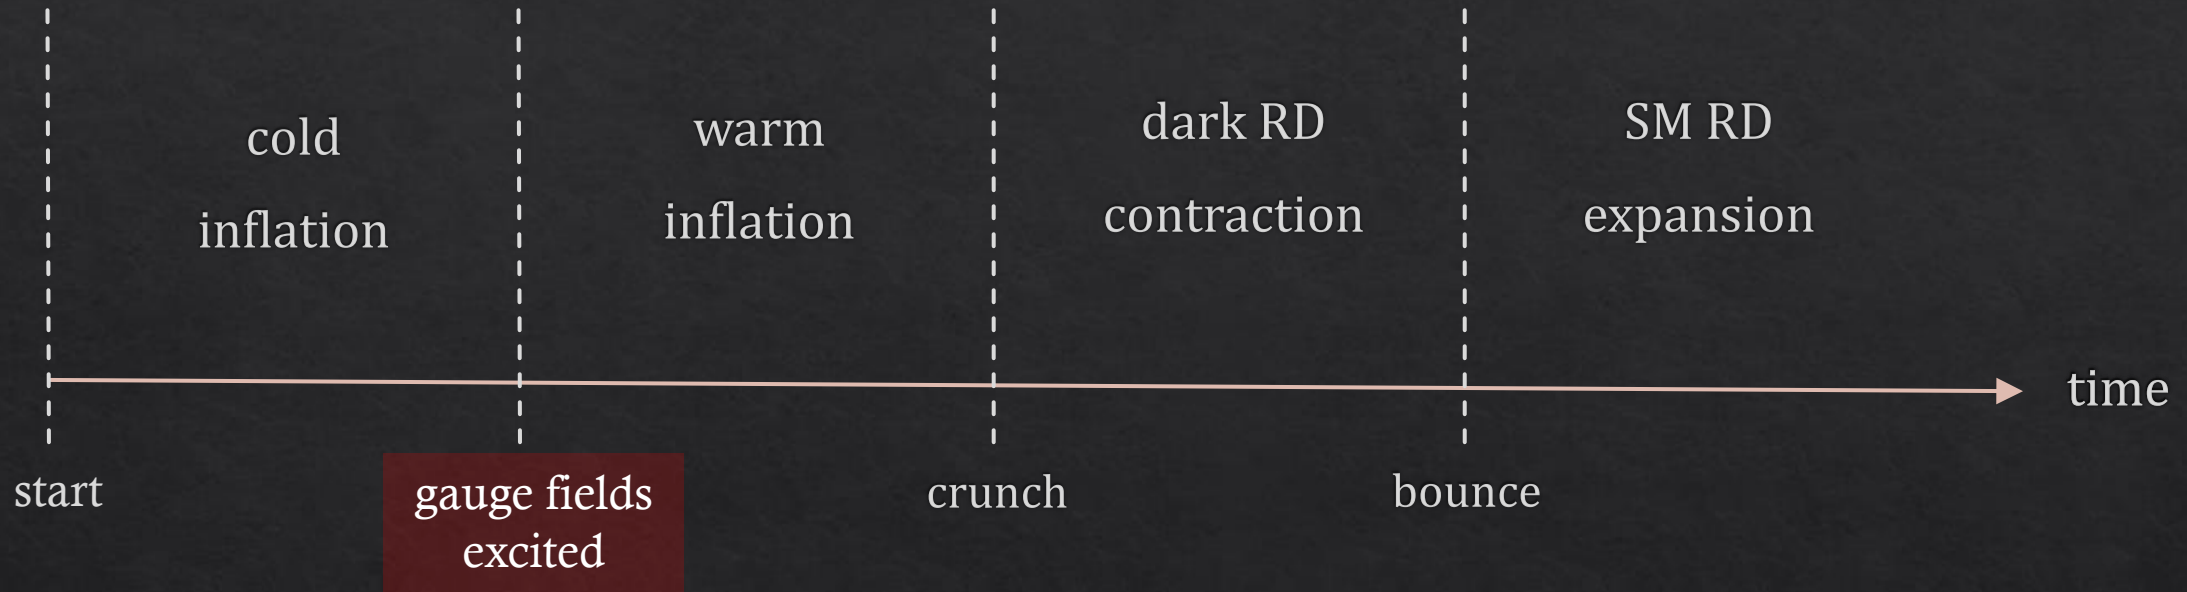 cold
inflation
warm
inflation
dark RD
contraction
SM RD
expansion
time
start
gauge fields
excited
crunch
bounce